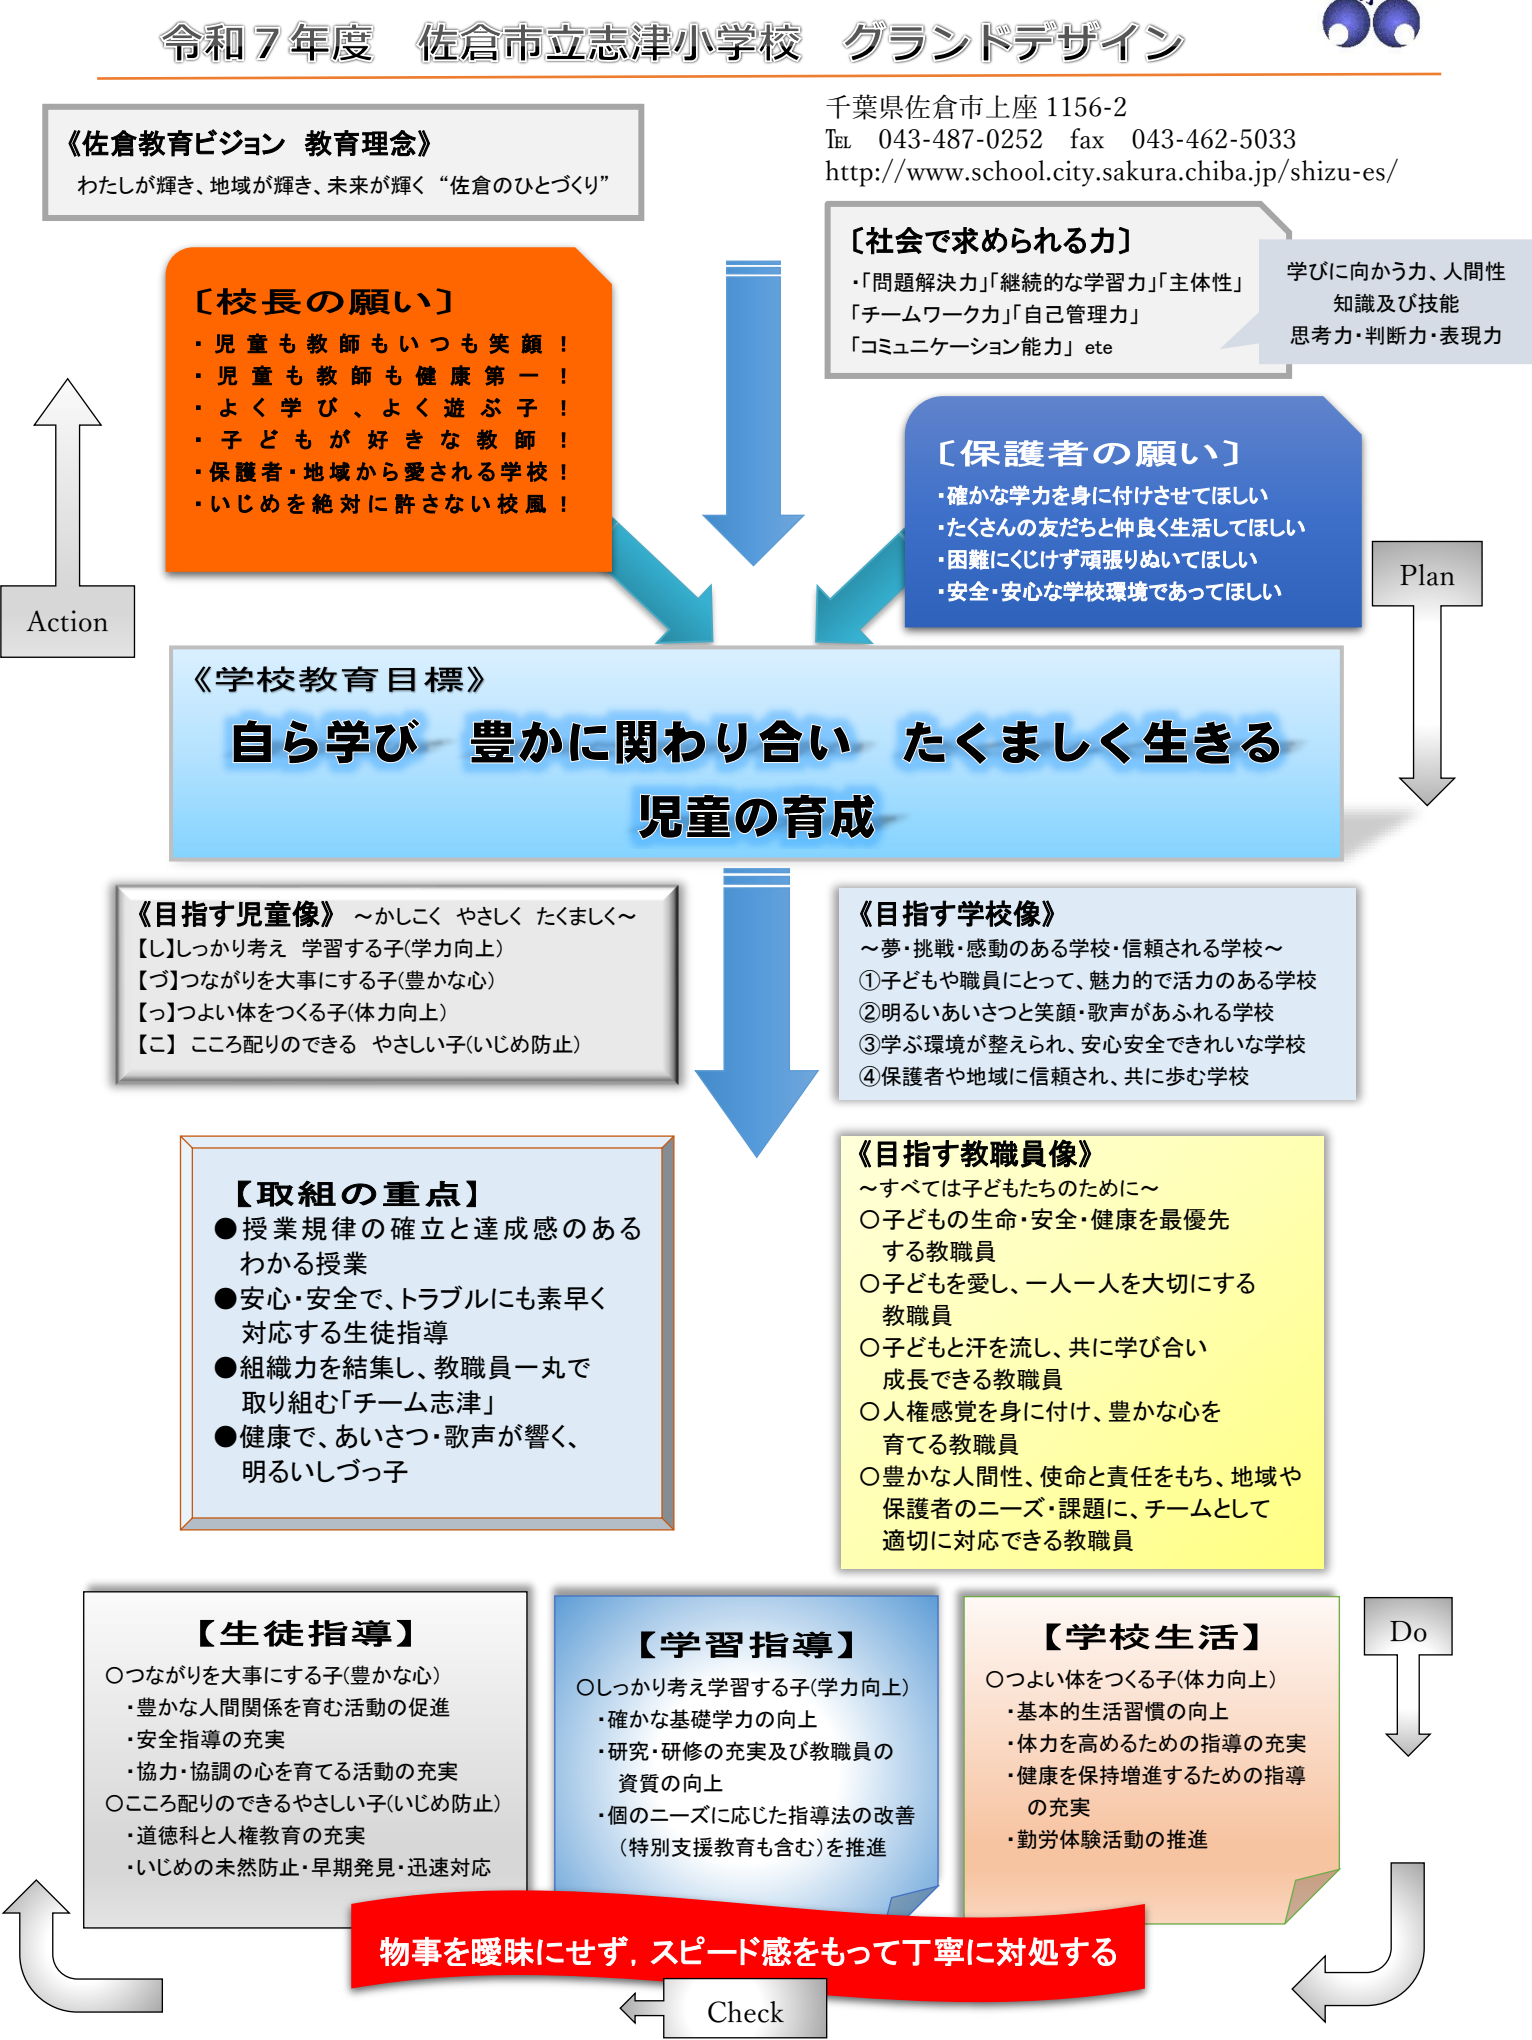 令和７年度　佐倉市立志津小学校　グランドデザイン
千葉県佐倉市上座 1156-2
℡　043-487-0252　fax　043-462-5033
http://www.school.city.sakura.chiba.jp/shizu-es/
《佐倉教育ビジョン　教育理念》
わたしが輝き、地域が輝き、未来が輝く　“佐倉のひとづくり”
〔社会で求められる力〕
・「問題解決力」「継続的な学習力」「主体性」
「チームワーク力」「自己管理力」
「コミュニケーション能力」 etc
学びに向かう力、人間性
知識及び技能
思考力・判断力・表現力
〔校長の願い〕
・児童も教師もいつも笑顔！
・児童も教師も健康第一！
・よく学び、よく遊ぶ子！
・子どもが好きな教師！
・保護者・地域から愛される学校！
・いじめを絶対に許さない校風！
〔保護者の願い〕
・確かな学力を身に付けさせてほしい
・たくさんの友だちと仲良く生活してほしい
・困難にくじけず頑張りぬいてほしい
・安全・安心な学校環境であってほしい
Action
Plan
《学校教育目標》
自ら学び　豊かに関わり合い　たくましく生きる
児童の育成
《目指す児童像》 ～かしこく　やさしく　たくましく～
【し】しっかり考え　学習する子(学力向上)
【づ】つながりを大事にする子(豊かな心)
【っ】つよい体をつくる子(体力向上)
【こ】 こころ配りのできる　やさしい子(いじめ防止)
《目指す学校像》
～夢・挑戦・感動のある学校・信頼される学校～
①子どもや職員にとって、魅力的で活力のある学校
②明るいあいさつと笑顔・歌声があふれる学校
③学ぶ環境が整えられ、安心安全できれいな学校
④保護者や地域に信頼され、共に歩む学校
【取組の重点】
●授業規律の確立と達成感のある
わかる授業
●安心・安全で、トラブルにも素早く
対応する生徒指導
●組織力を結集し、教職員一丸で
取り組む「チーム志津」
●健康で、あいさつ・歌声が響く、
明るいしづっ子
《目指す教職員像》
～すべては子どもたちのために～
○子どもの生命・安全・健康を最優先
する教職員
○子どもを愛し、一人一人を大切にする
教職員
○子どもと汗を流し、共に学び合い
成長できる教職員
○人権感覚を身に付け、豊かな心を
育てる教職員
○豊かな人間性、使命と責任をもち、地域や
保護者のニーズ・課題に、チームとして
適切に対応できる教職員
【生徒指導】
○つながりを大事にする子(豊かな心)
・豊かな人間関係を育む活動の促進
・安全指導の充実
・協力・協調の心を育てる活動の充実
○こころ配りのできるやさしい子(いじめ防止)
・道徳科と人権教育の充実
・いじめの未然防止・早期発見・迅速対応
【学習指導】
○しっかり考え学習する子(学力向上)
・確かな基礎学力の向上
・研究・研修の充実及び教職員の
資質の向上
・個のニーズに応じた指導法の改善
（特別支援教育も含む）を推進
【学校生活】
○つよい体をつくる子(体力向上)
・基本的生活習慣の向上
・体力を高めるための指導の充実
・健康を保持増進するための指導
の充実
・勤労体験活動の推進
Do
物事を曖昧にせず，スピード感をもって丁寧に対処する
Check